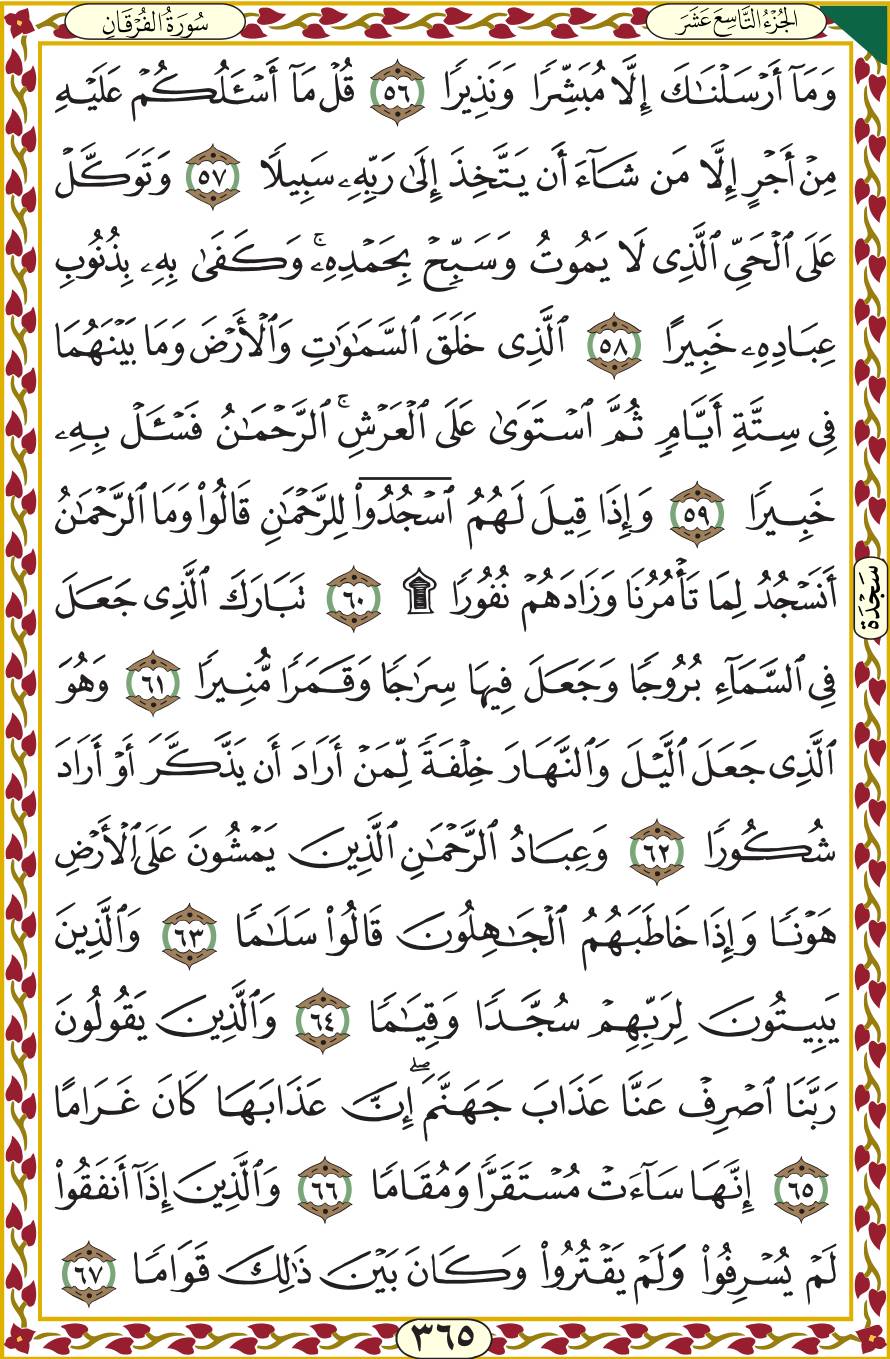 الجُزْءُ التَّاسِعَ عَشَرَ
سُورَةُ الفُرْقَانِ
وَمَآ أَرْسَلْنَـٰكَ إِلَّا مُبَشِّرًا وَنَذِيرًا ٥٦ قُلْ مَآ أَسْـَٔلُكُمْ عَلَيْهِ
مِنْ أَجْرٍ إِلَّا مَن شَآءَ أَن يَتَّخِذَ إِلَىٰ رَبِّهِۦ سَبِيلًا ٥٧ وَتَوَكَّلْ
عَلَى ٱلْحَىِّ ٱلَّذِى لَا يَمُوتُ وَسَبِّحْ بِحَمْدِهِۦ ۚ وَكَفَىٰ بِهِۦ بِذُنُوبِ
عِبَادِهِۦ خَبِيرًا ٥٨ ٱلَّذِى خَلَقَ ٱلسَّمَـٰوَٰتِ وَٱلْأَرْضَ وَمَا بَيْنَهُمَا
فِى سِتَّةِ أَيَّامٍ ثُمَّ ٱسْتَوَىٰ عَلَى ٱلْعَرْشِ ۚ ٱلرَّحْمَـٰنُ فَسْـَٔلْ بِهِۦ
خَبِيرًا ٥٩ وَإِذَا قِيلَ لَهُمُ ٱسْجُدُوا۟ لِلرَّحْمَـٰنِ قَالُوا۟ وَمَا ٱلرَّحْمَـٰنُ
أَنَسْجُدُ لِمَا تَأْمُرُنَا وَزَادَهُمْ نُفُورًا ۩ ٦٠ تَبَارَكَ ٱلَّذِى جَعَلَ
سَجْدَة
فِى ٱلسَّمَآءِ بُرُوجًا وَجَعَلَ فِيهَا سِرَٰجًا وَقَمَرًا مُّنِيرًا ٦١ وَهُوَ
ٱلَّذِى جَعَلَ ٱلَّيْلَ وَٱلنَّهَارَ خِلْفَةً لِّمَنْ أَرَادَ أَن يَذَّكَّرَ أَوْ أَرَادَ
شُكُورًا ٦٢ وَعِبَادُ ٱلرَّحْمَـٰنِ ٱلَّذِينَ يَمْشُونَ عَلَى ٱلْأَرْضِ
هَوْنًا وَإِذَا خَاطَبَهُمُ ٱلْجَـٰهِلُونَ قَالُوا۟ سَلَـٰمًا ٦٣ وَٱلَّذِينَ
يَبِيتُونَ لِرَبِّهِمْ سُجَّدًا وَقِيَـٰمًا ٦٤ وَٱلَّذِينَ يَقُولُونَ
رَبَّنَا ٱصْرِفْ عَنَّا عَذَابَ جَهَنَّمَ ۖ إِنَّ عَذَابَهَا كَانَ غَرَامًا
٦٥ إِنَّهَا سَآءَتْ مُسْتَقَرًّا وَمُقَامًا ٦٦ وَٱلَّذِينَ إِذَآ أَنفَقُوا۟
لَمْ يُسْرِفُوا۟ وَلَمْ يَقْتُرُوا۟ وَكَانَ بَيْنَ ذَٰلِكَ قَوَامًا ٦٧
٣٦٥